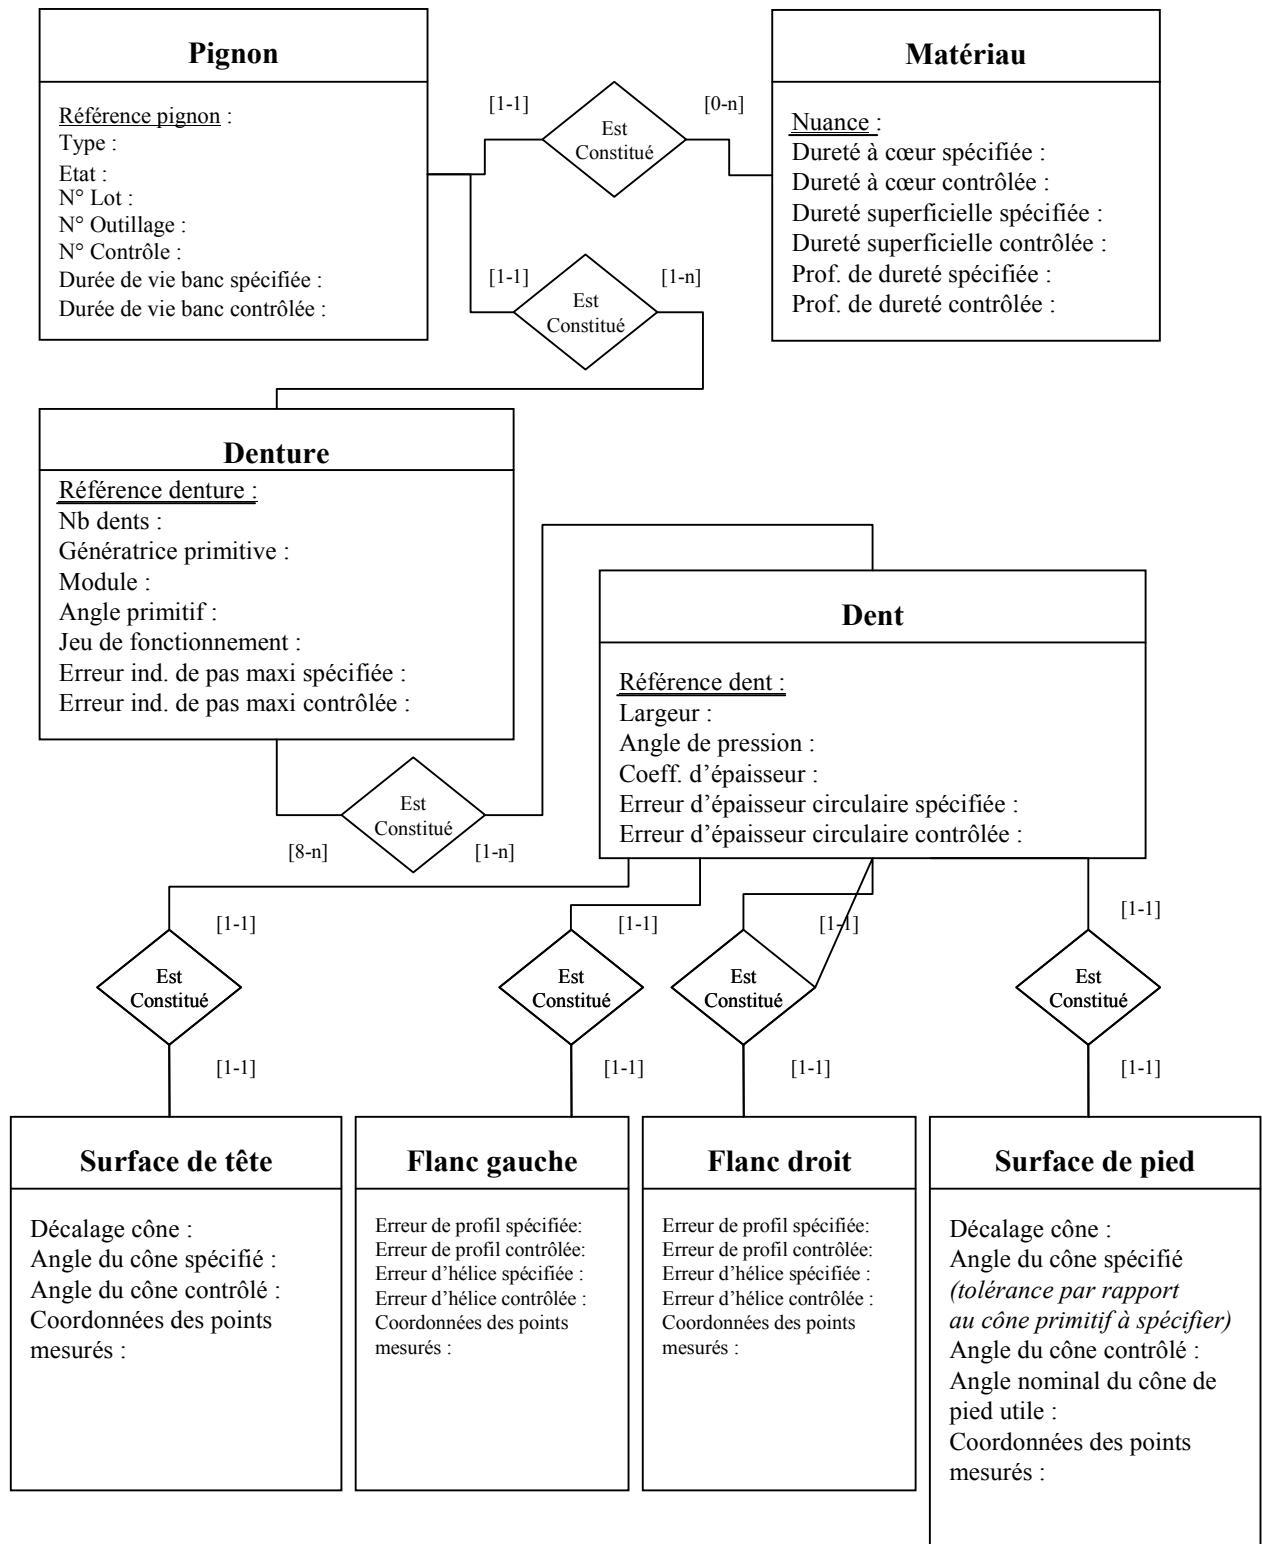 Pignon
Référence pignon :
Type :
Etat :
N° Lot :
N° Outillage :
N° Contrôle :
Durée de vie banc spécifiée :
Durée de vie banc contrôlée :
[1-1]
Est
Constitué
[0-n]
Matériau
Nuance :
Dureté à cœur spécifiée :
Dureté à cœur contrôlée :
Dureté superficielle spécifiée :
Dureté superficielle contrôlée :
Prof. de dureté spécifiée :
Prof. de dureté contrôlée :
[1-1]
Est
Constitué
[1-n]
Denture
Référence denture :
Nb dents :
Génératrice primitive :
Module :
Angle primitif :
Jeu de fonctionnement :
Erreur ind. de pas maxi spécifiée :
Erreur ind. de pas maxi contrôlée :
[8-n]
Est
Constitué
[1-n]
Dent
Référence dent :
Largeur :
Angle de pression :
Coeff. d’épaisseur :
Erreur d’épaisseur circulaire spécifiée :
Erreur d’épaisseur circulaire contrôlée :
[1-1]
Est
Constitué
[1-1]
[1-1]
Est
Constitué
[1-1]
[1-1]
Est
Constitué
[1-1]
[1-1]
Est
Constitué
[1-1]
Surface de tête
Décalage cône :
Angle du cône spécifié :
Angle du cône contrôlé :
Coordonnées des points
mesurés :
Flanc gauche
Erreur de profil spécifiée:
Erreur de profil contrôlée:
Erreur d’hélice spécifiée :
Erreur d’hélice contrôlée :
Coordonnées des points
mesurés :
Flanc droit
Erreur de profil spécifiée:
Erreur de profil contrôlée:
Erreur d’hélice spécifiée :
Erreur d’hélice contrôlée :
Coordonnées des points
mesurés :
Surface de pied
Décalage cône :
Angle du cône spécifié
(tolérance par rapport
au cône primitif à spécifier)
Angle du cône contrôlé :
Angle nominal du cône de
pied utile :
Coordonnées des points
mesurés :